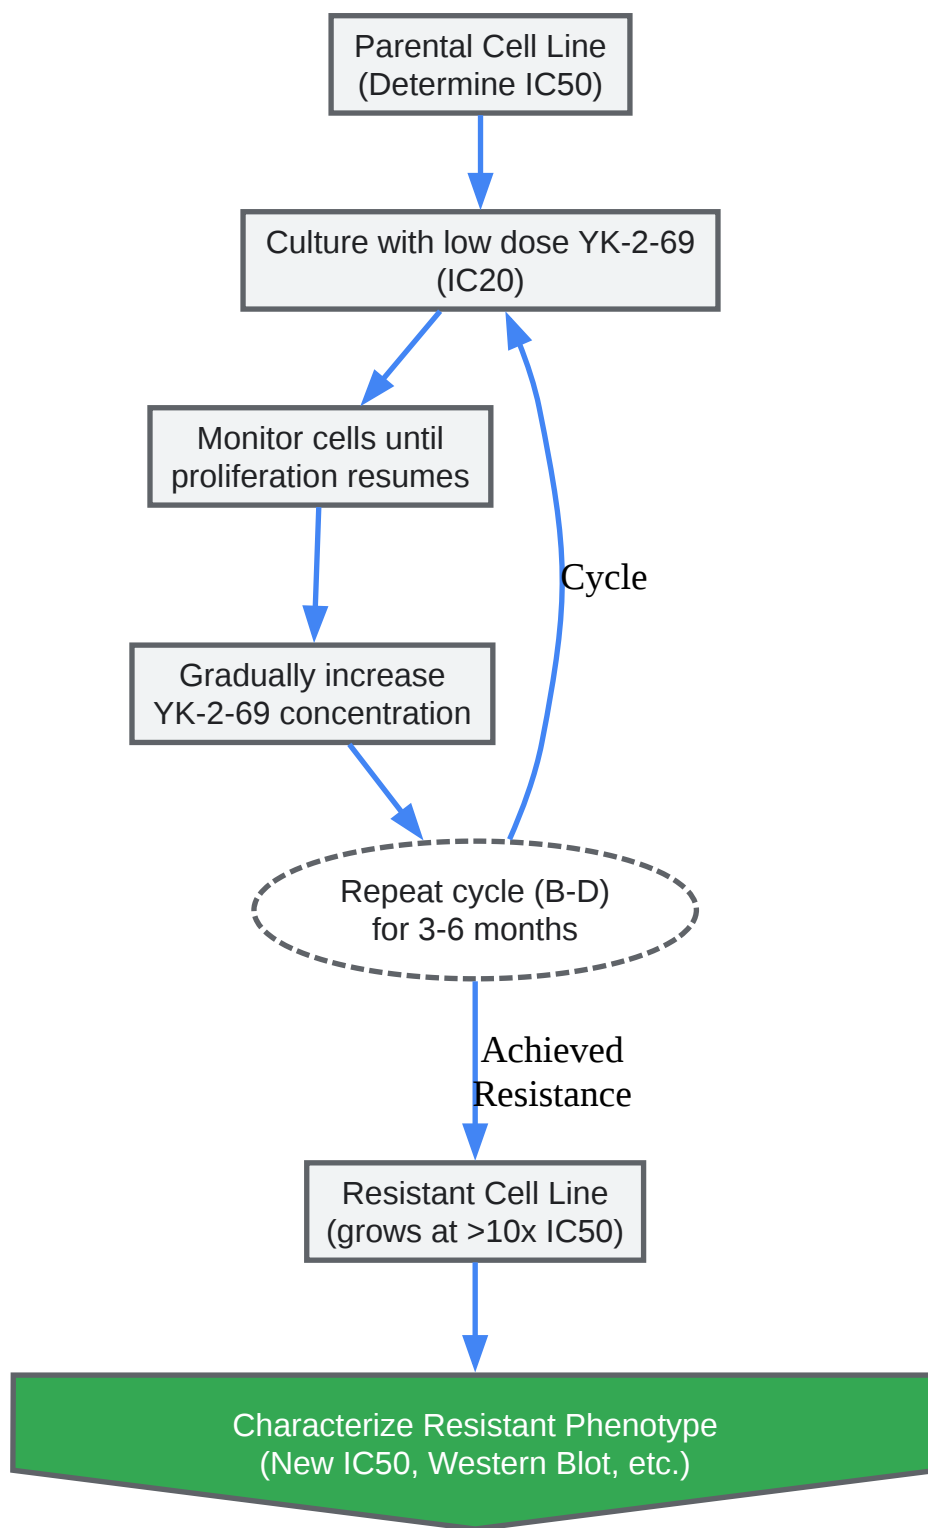 Parental Cell Line
(Determine IC50)
Culture with low dose YK-2-69
(IC20)
Monitor cells until
proliferation resumes
Cycle
Gradually increase
YK-2-69 concentration
Repeat cycle (B-D)
for 3-6 months
Achieved
Resistance
Resistant Cell Line
(grows at >10x IC50)
Characterize Resistant Phenotype
(New IC50, Western Blot, etc.)